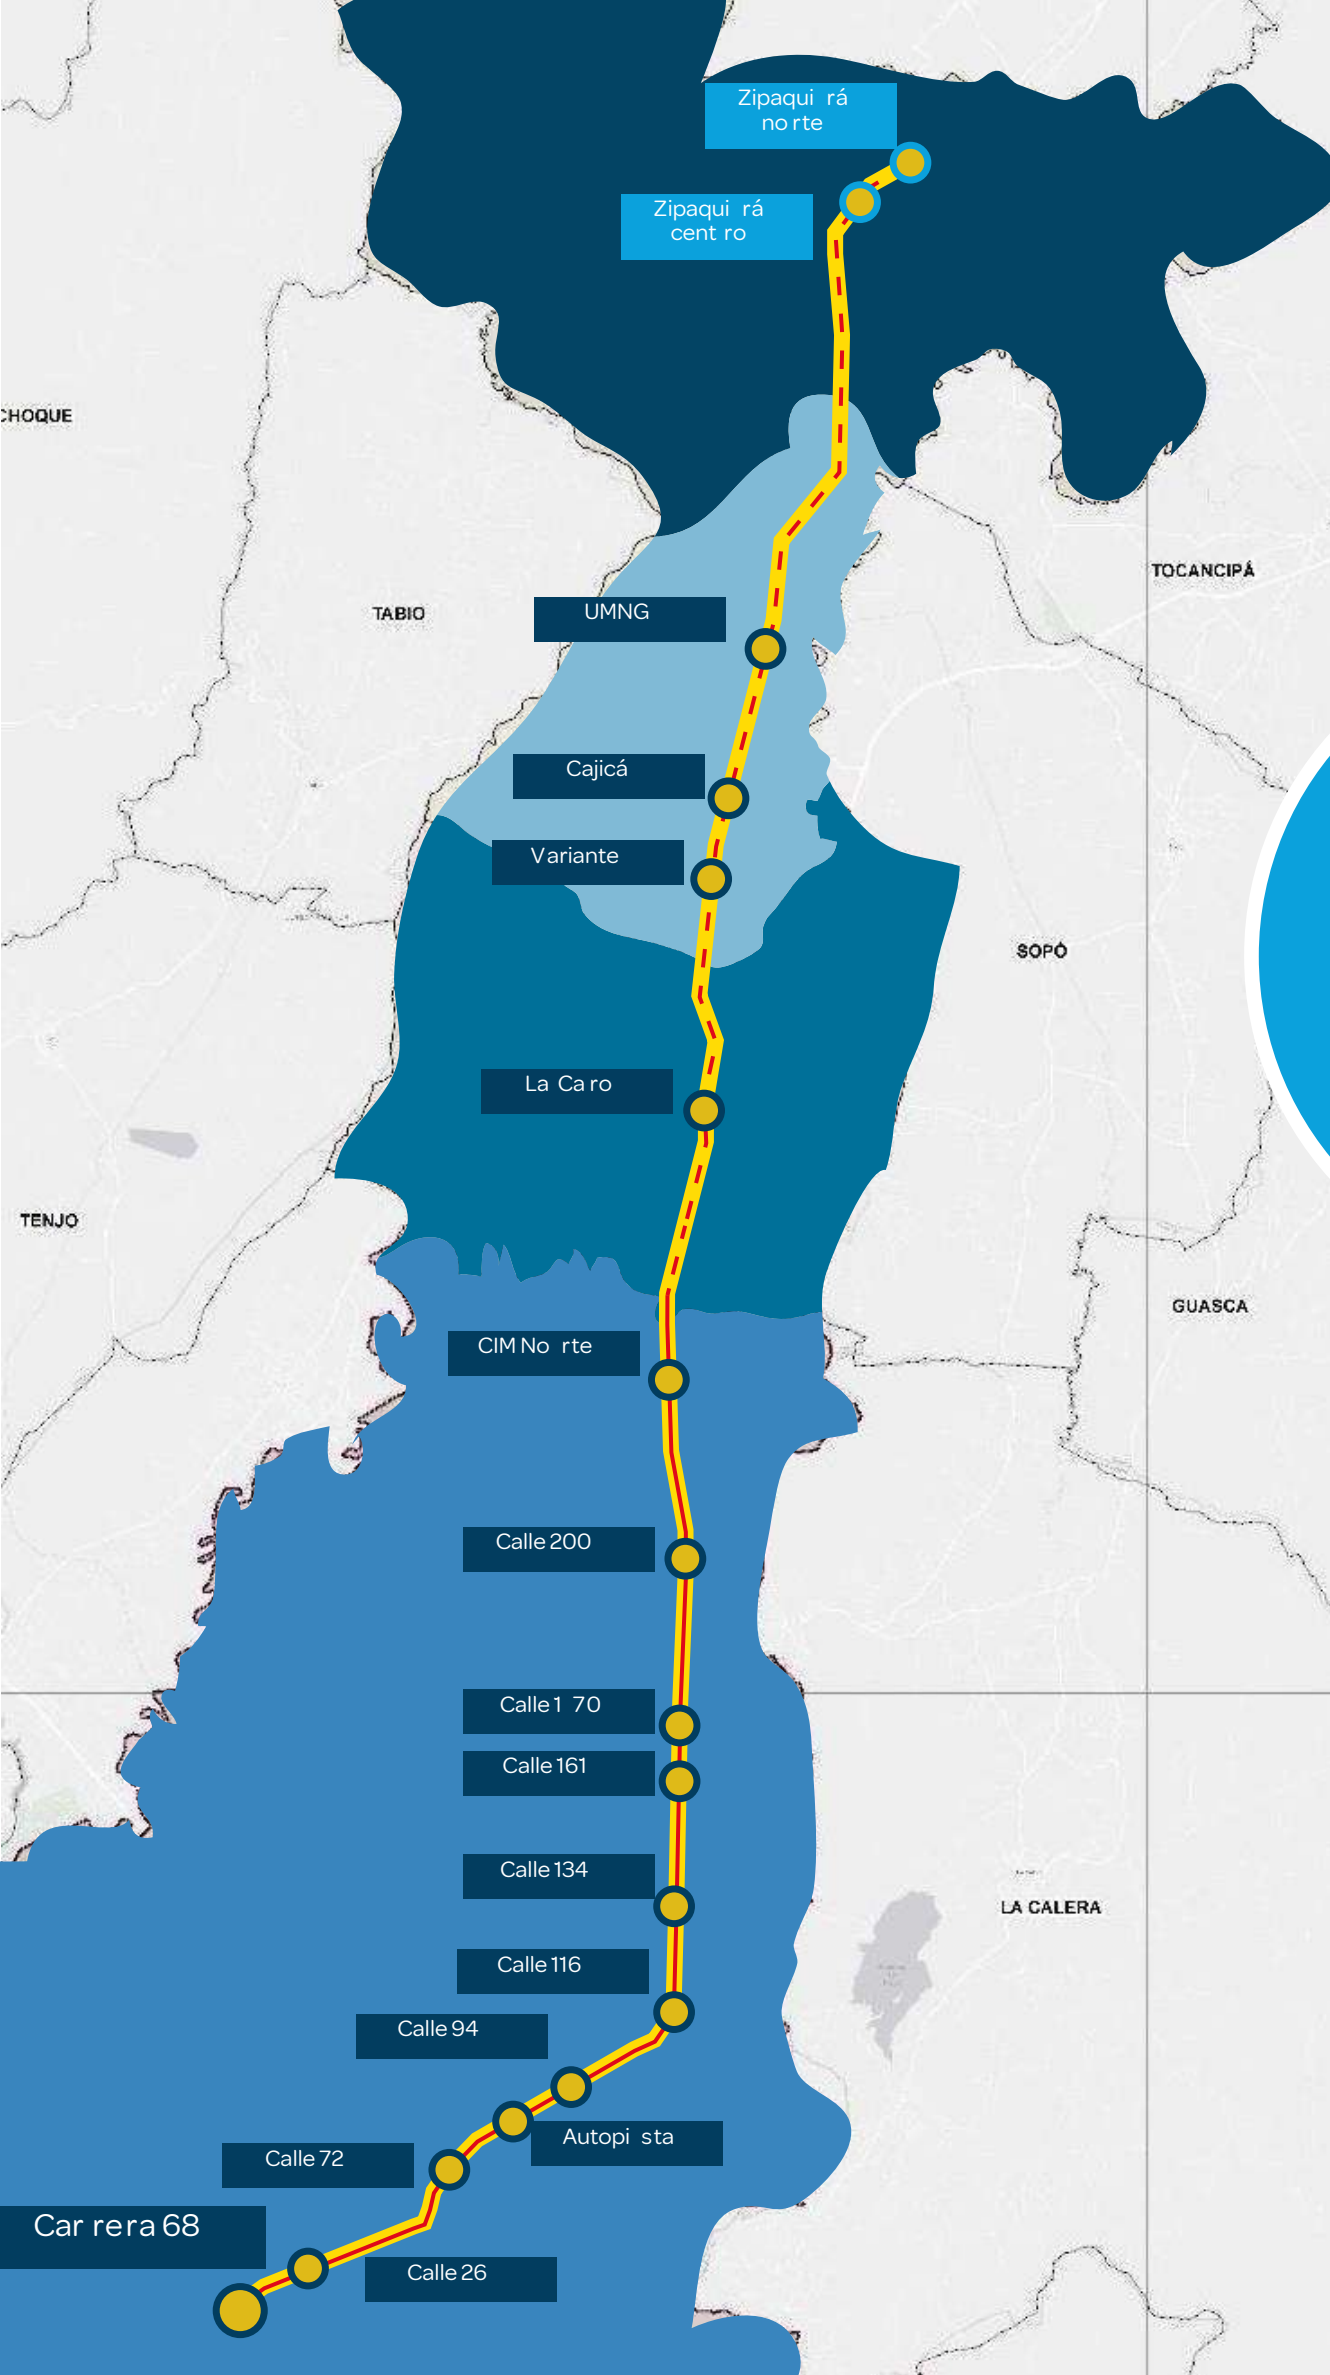 Zipaquirá
norte
Zipaquirá
centro
CHOQUE
TOCANCIPÁ
TABIO
UMNG
Cajicá
Variante
SOPÓ
La Caro
TENJO
GUASCA
CIM Norte
Calle 200
Calle 170
Calle 161
Calle 134
LA CALERA
Calle 116
Calle 94
Autopista
Calle 72
Carrera 68
Calle 26